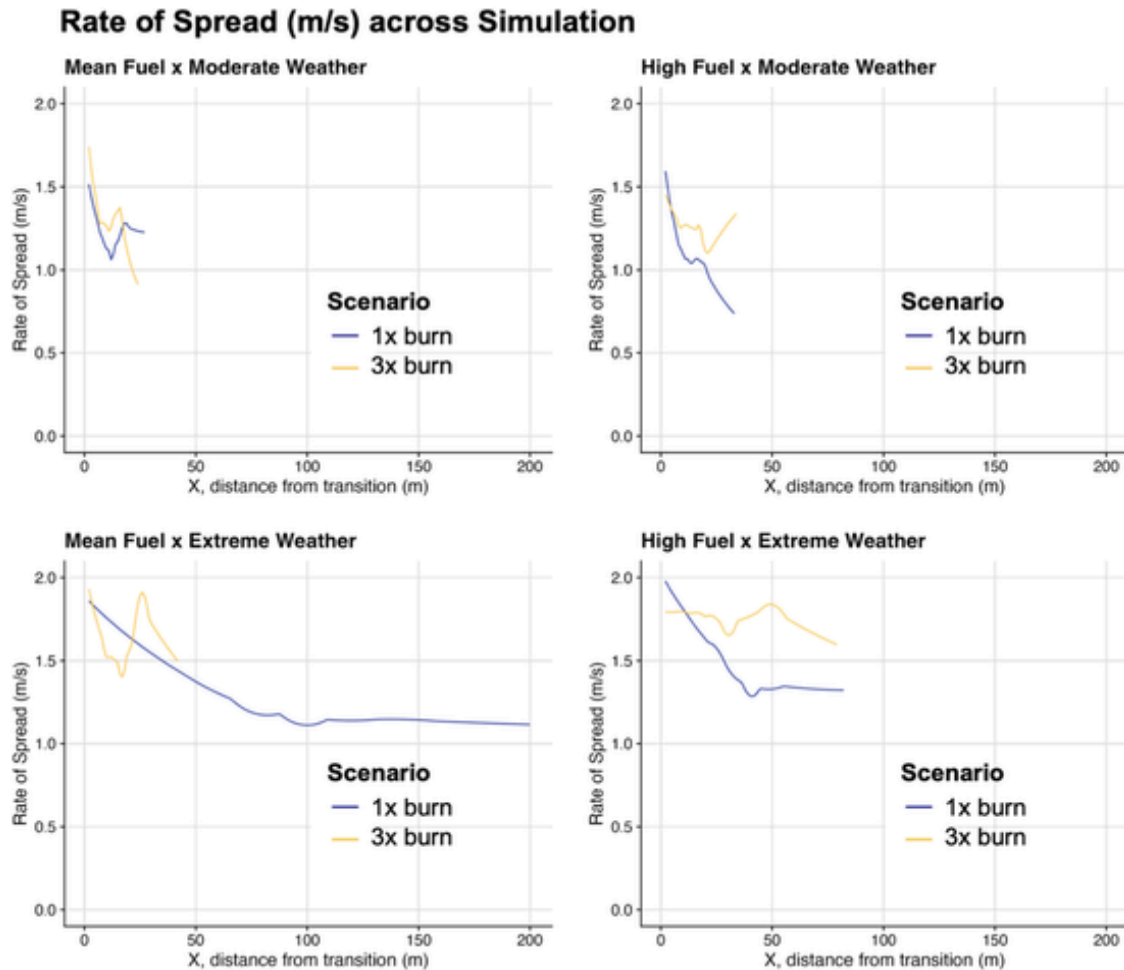 Rate of Spread (m/s) across Simulation
Mean Fuel x Moderate Weather
2.0
1.5
1.0
0.5
0.0
Rate of Spread (m/s)
Scenario
1x burn
3x burn
0
50
100
150
200
X, distance from transition (m)
High Fuel x Moderate Weather
2.0
1.5
1.0
0.5
0.0
Rate of Spread (m/s)
Scenario
1x burn
3x burn
0
50
100
150
200
X, distance from transition (m)
Mean Fuel x Extreme Weather
2.0
1.5
1.0
0.5
0.0
Rate of Spread (m/s)
Scenario
1x burn
3x burn
0
50
100
150
200
X, distance from transition (m)
High Fuel x Extreme Weather
2.0
1.5
1.0
0.5
0.0
Rate of Spread (m/s)
Scenario
1x burn
3x burn
0
50
100
150
200
X, distance from transition (m)